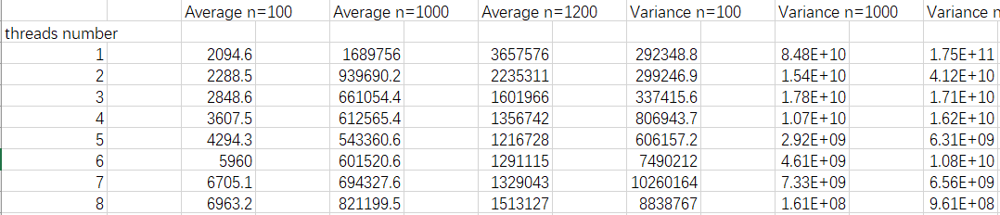 Average n=100 Average n=1000 Average n=1200 Variance n=100 Variance n=1000 Variance n
threads number
1 2094.6 1689756 3657576 292348.8 8.48E+10 1.75E+11
2 2288.5 939690.2 2235311 299246.9 1.54E+10 4.12E+10
3 2848.6 661054.4 1601966 337415.6 1.78E+10 1.71E+10
4 3607.5 612565.4 1356742 806943.7 1.07E+10 1.62E+10
5 4294.3 543360.6 1216728 606157.2 2.92E+09 6.31E+09
6 5960 601520.6 1291115 7490212 4.61E+09 1.08E+10
7 6705.1 694327.6 1329043 10260164 7.33E+09 6.56E+09
8 6963.2 821199.5 1513127 8838767 1.61E+08 9.61E+08